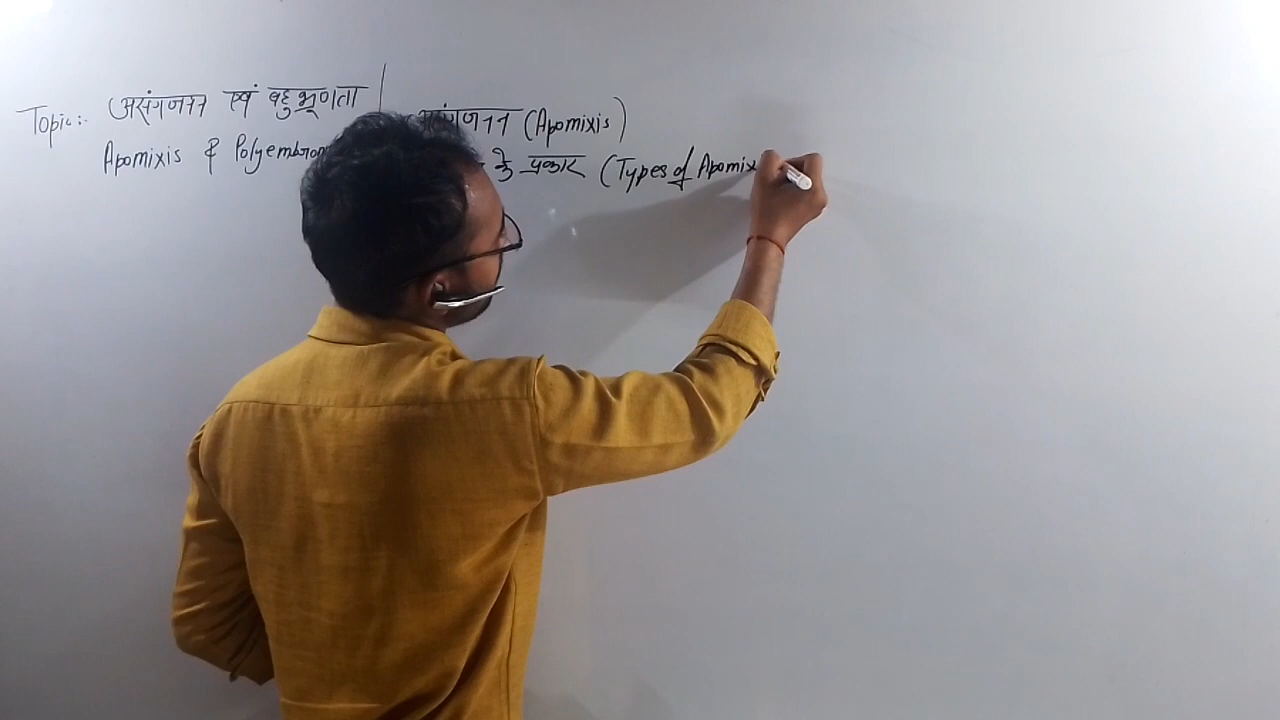 Topic:- असंगजनन एवं बहुभ्रूणता
Apomixis & Polyembryon
असंगजनन (Apomixis)
के प्रकार (Types of Apomix